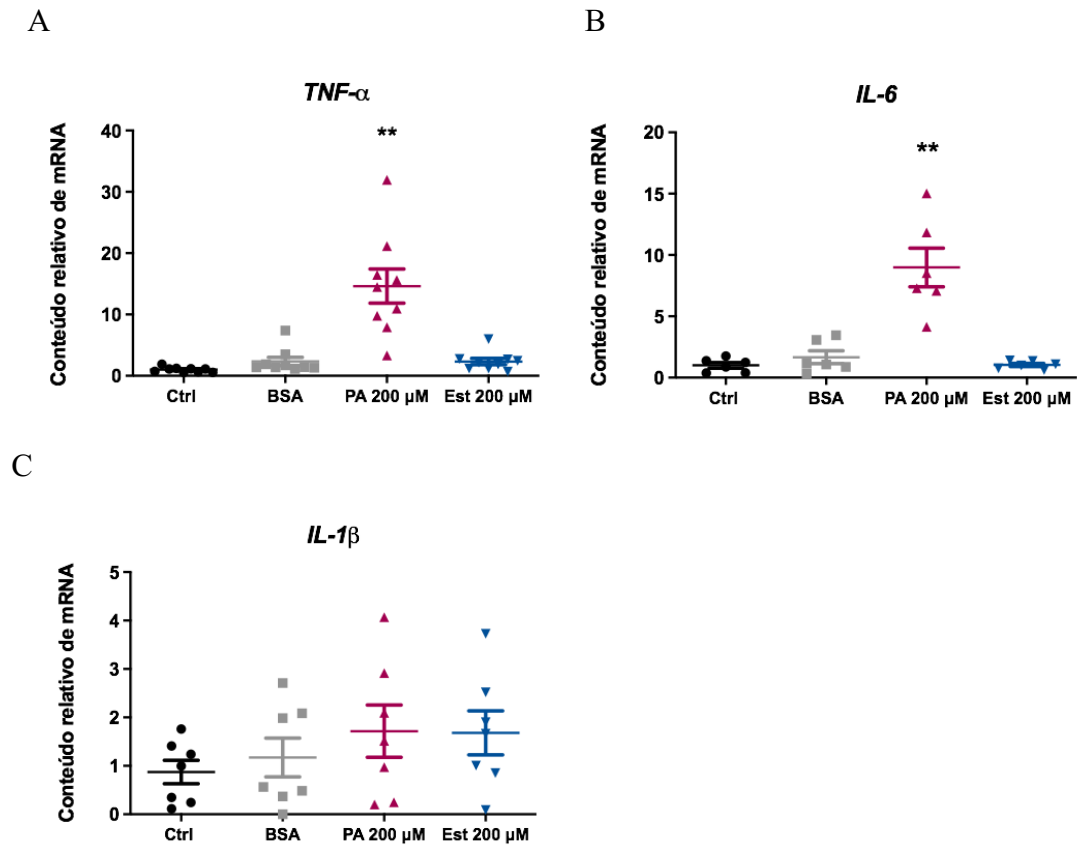 A
TNF-α
Conteúdo relativo de mRNA
40
30
20
10
0
**
Ctrl BSA PA 200 µM Est 200 µM
B
IL-6
Conteúdo relativo de mRNA
20
15
10
5
0
**
Ctrl BSA PA 200 µM Est 200 µM
C
IL-1β
Conteúdo relativo de mRNA
5
4
3
2
1
0
Ctrl BSA PA 200 µM Est 200 µM